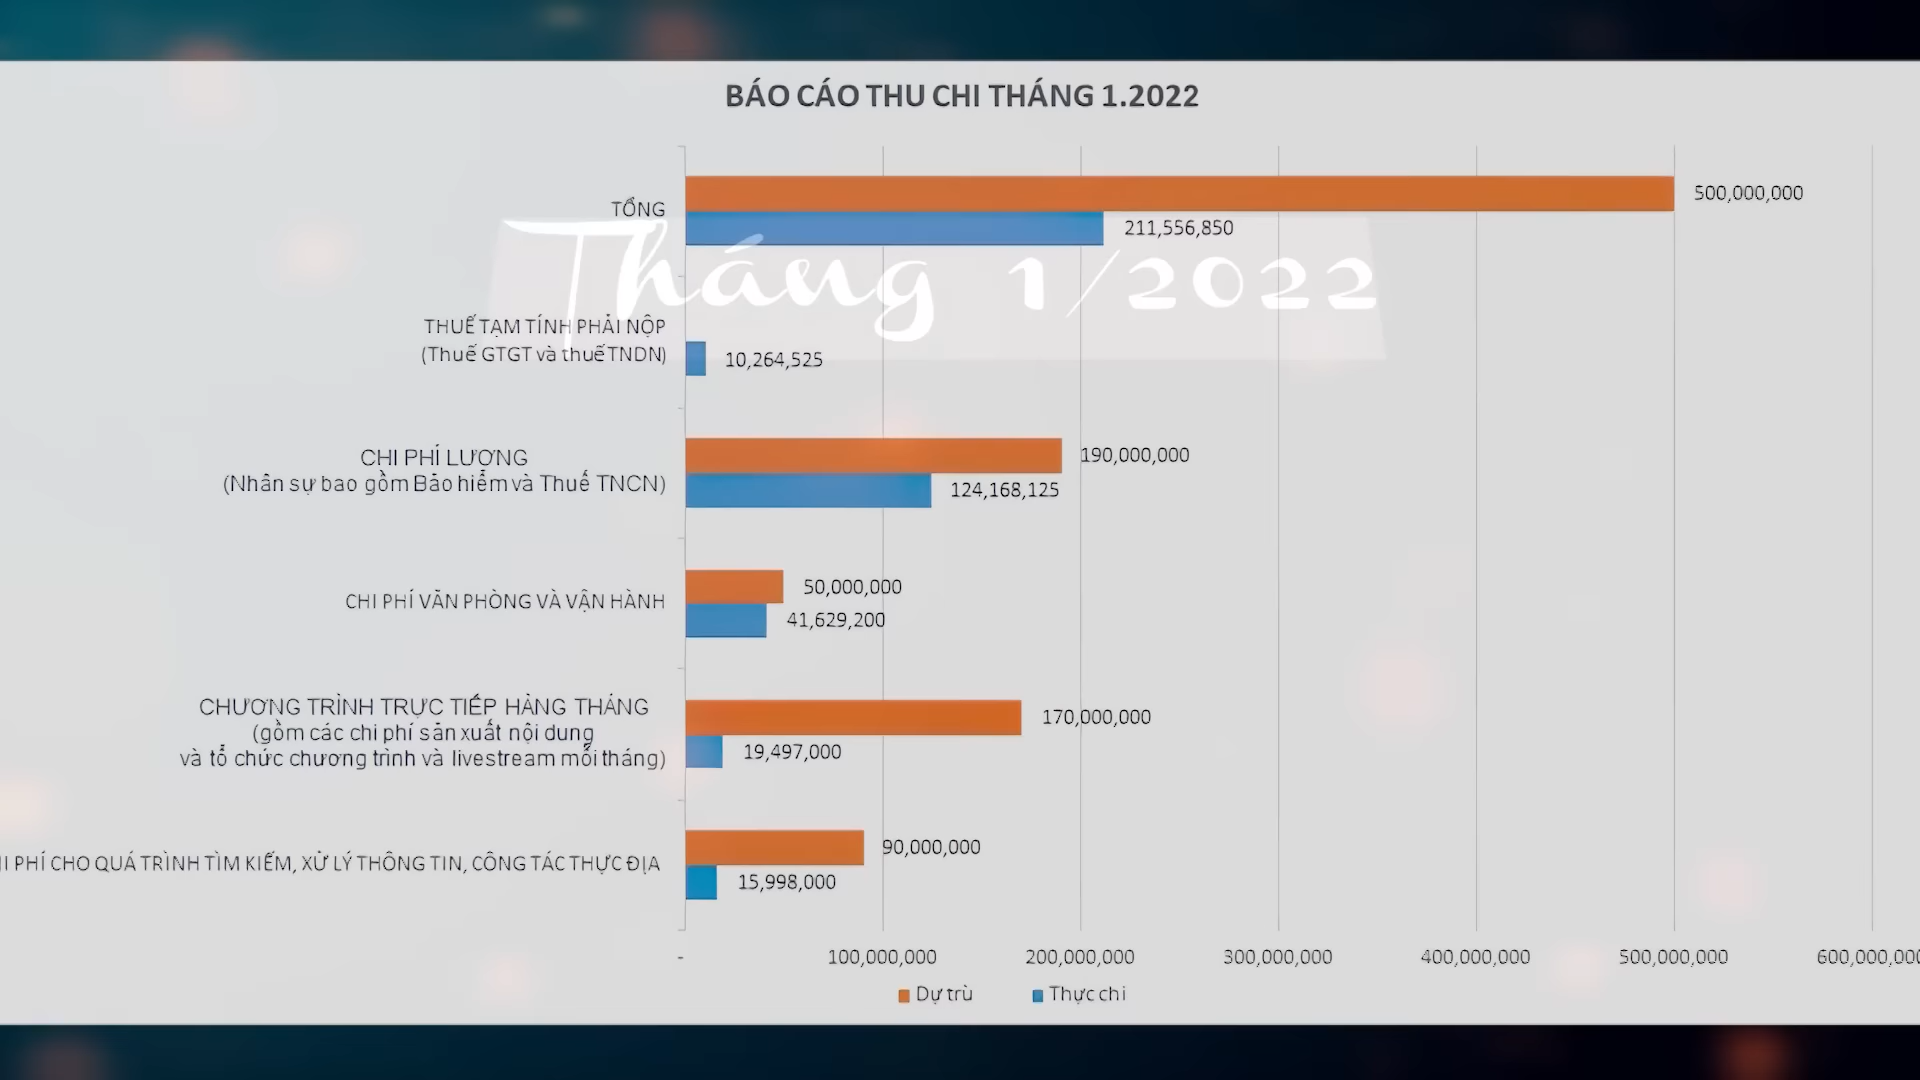 BÁO CÁO THU CHI THÁNG 1.2022
TỔNG
500,000,000
211,556,850
Tháng 1/2022
THUẾ TẠM TÍNH PHẢI NỘP
(Thuế GTGT và thuế TNDN)
10,264,525
CHI PHÍ LƯƠNG
(Nhân sự bao gồm Bảo hiểm và Thuế TNCN)
190,000,000
124,168,125
CHI PHÍ VĂN PHÒNG VÀ VẬN HÀNH
50,000,000
41,629,200
CHƯƠNG TRÌNH TRỰC TIẾP HÀNG THÁNG
(gồm các chi phí sản xuất nội dung
và tổ chức chương trình và livestream mỗi tháng)
170,000,000
19,497,000
PHÍ CHO QUÁ TRÌNH TÌM KIẾM, XỬ LÝ THÔNG TIN, CÔNG TÁC THỰC ĐỊA
90,000,000
15,998,000
- 100,000,000 200,000,000 300,000,000 400,000,000 500,000,000 600,000,000
Dự trù Thực chi